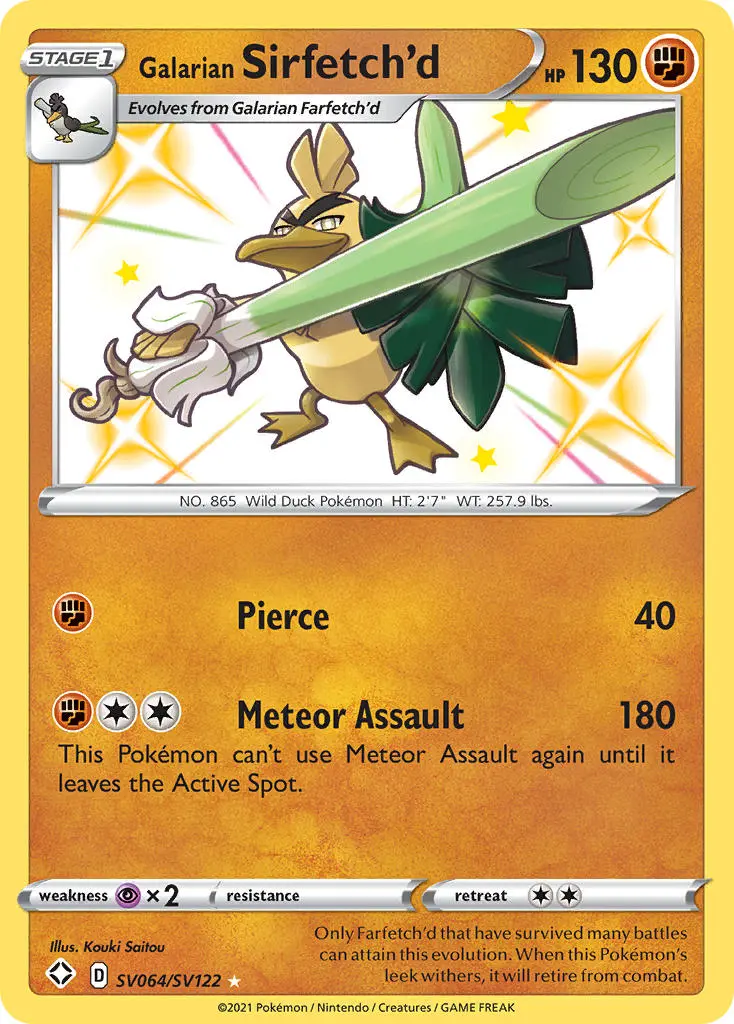 STAGE1
Galarian Sirfetch'd
HP 130
Evolves from Galarian Farfetch'd
NO. 865 Wild Duck Pokémon HT: 2'7" WT: 257.9 lbs.
Pierce 40
Meteor Assault 180
This Pokémon can't use Meteor Assault again until it
leaves the Active Spot.
weakness ×2 resistance retreat
Illus. Kouki Saitou
Only Farfetch'd that have survived many battles
can attain this evolution. When this Pokémon's
leek withers, it will retire from combat.
D SV064/SV122
©2021 Pokémon / Nintendo / Creatures / GAME FREAK